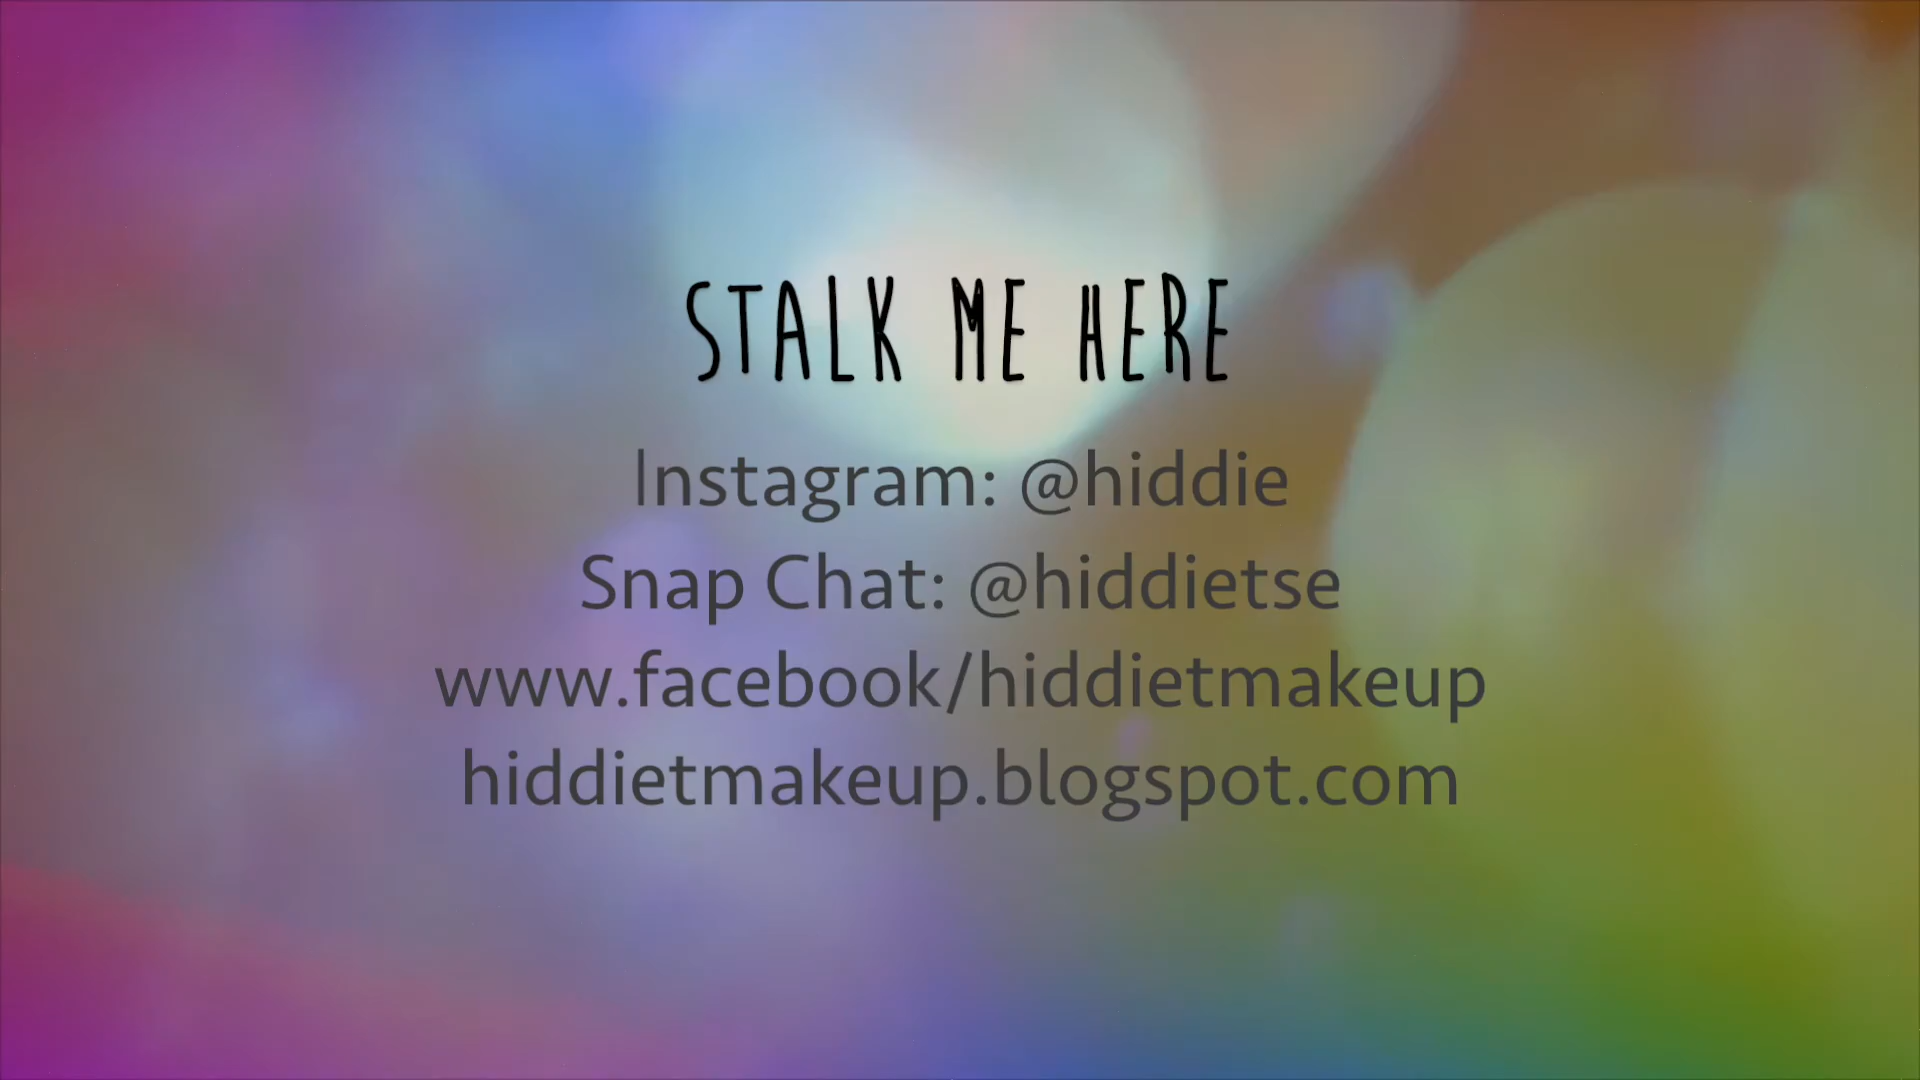 STALK ME HERE
Instagram: @hiddie
Snap Chat: @hiddietse
www.facebook/hiddietmakeup
hiddietmakeup.blogspot.com